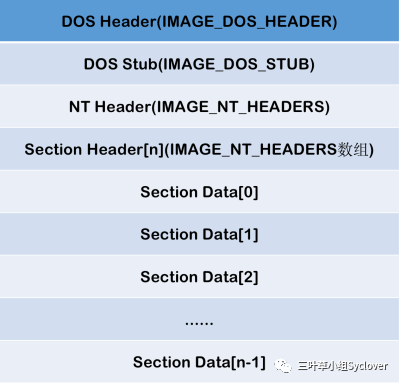 DOS Header(IMAGE_DOS_HEADER)
DOS Stub(IMAGE_DOS_STUB)
NT Header(IMAGE_NT_HEADERS)
Section Header[n](IMAGE_NT_HEADERS数组)
Section Data[0]
Section Data[1]
Section Data[2]
......
Section Data[n-1]
三叶草小组Syclover